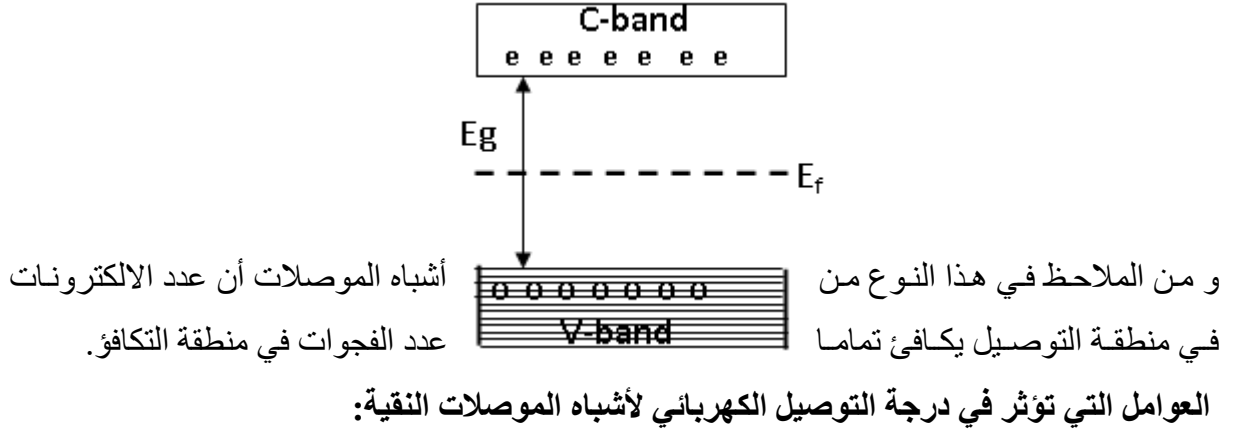 C-band
e e e e e e e
Eg
E_f
و من الملاحظ في هذا النوع من أشباه الموصلات أن عدد الالكترونات
o o o o o o o
في منطقة التوصيل يكافئ تماما عدد الفجوات في منطقة التكافؤ.
V-band
العوامل التي تؤثر في درجة التوصيل الكهربائي لأشباه الموصلات النقية: